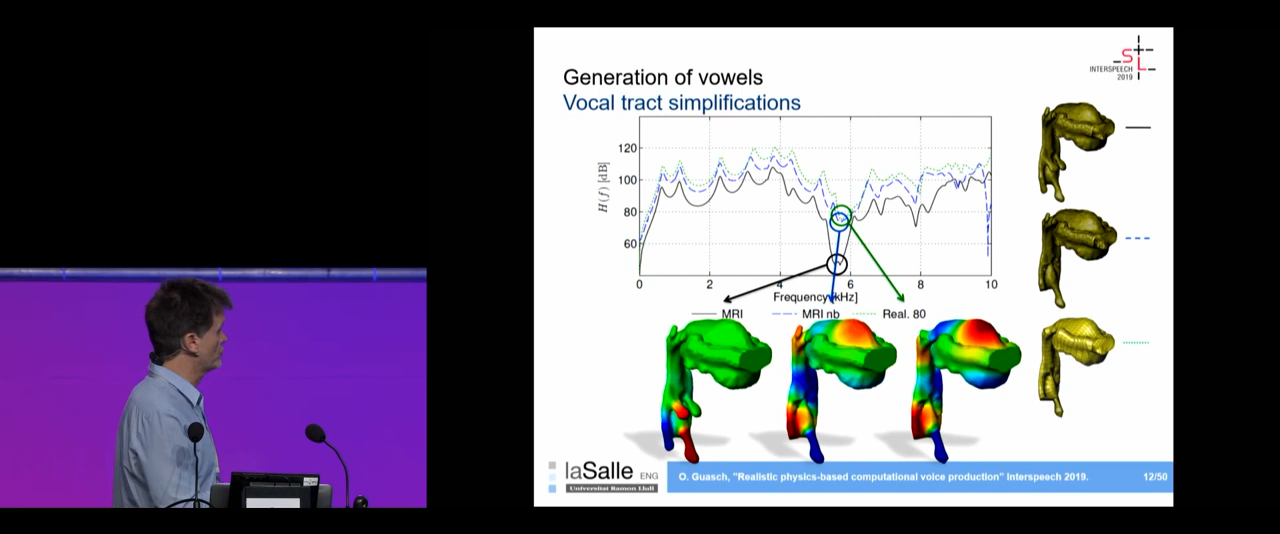 Generation of vowels
Vocal tract simplifications
S
L
INTERSPEECH
2019
H(f) [dB]
120
100
80
60
0 2 4 6 8 10
Frequency [kHz]
MRI MRI nb Real. 80
laSalle ENG
Universitat Ramon Llull
O. Guasch, "Realistic physics-based computational voice production" Interspeech 2019.
12/50